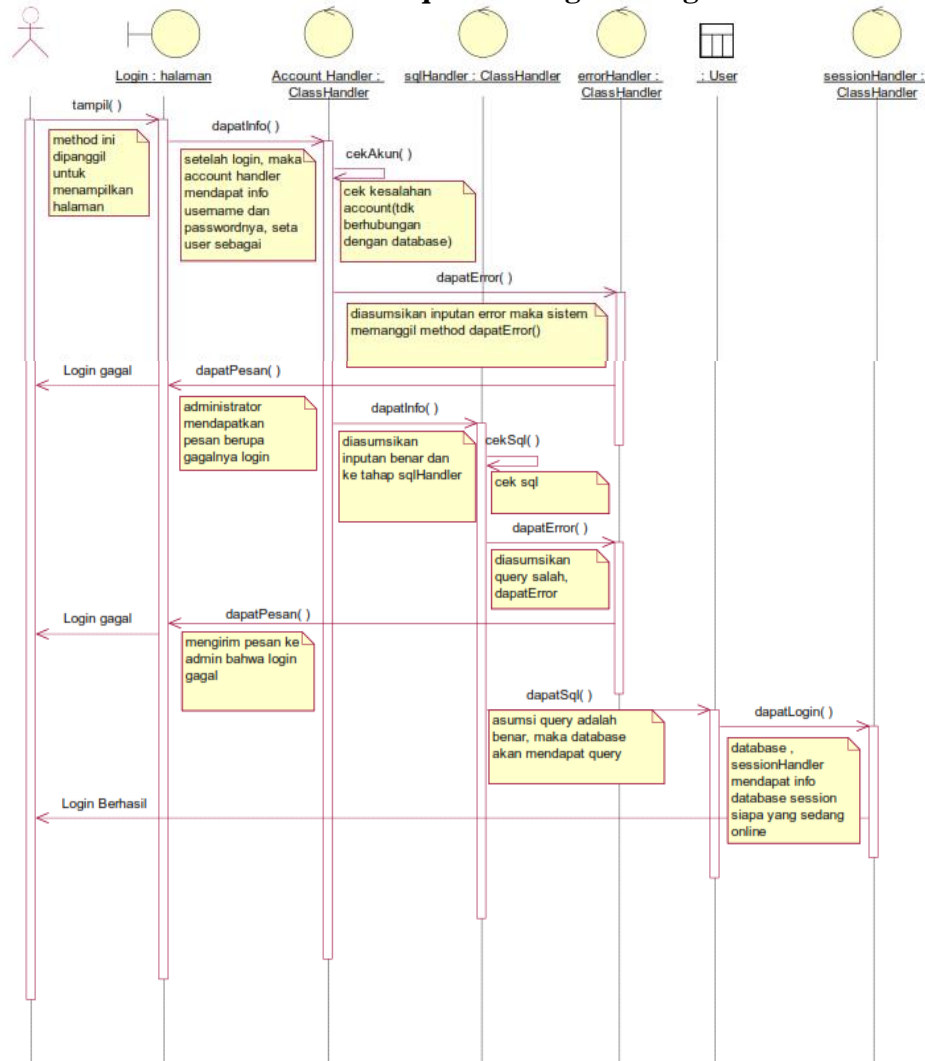 Login : halaman
Account Handler :
ClassHandler
sqlHandler : ClassHandler
errorHandler :
ClassHandler
: User
sessionHandler :
ClassHandler
tampil( )
method ini
dipanggil
untuk
menampilkan
halaman
dapatInfo( )
setelah login, maka
account handler
mendapat info
username dan
passwordnya, seta
user sebagai
cekAkun( )
cek kesalahan
account(tdk
berhubungan
dengan database)
dapatError( )
diasumsikan inputan error maka sistem
memanggil method dapatError()
Login gagal
dapatPesan( )
administrator
mendapatkan
pesan berupa
gagalnya login
dapatInfo( )
diasumsikan
inputan benar dan
ke tahap sqlHandler
cekSql( )
cek sql
dapatError( )
diasumsikan
query salah,
dapatError
Login gagal
dapatPesan( )
mengirim pesan ke
admin bahwa login
gagal
dapatSql( )
asumsi query adalah
benar, maka database
akan mendapat query
dapatLogin( )
database ,
sessionHandler
mendapat info
database session
siapa yang sedang
online
Login Berhasil